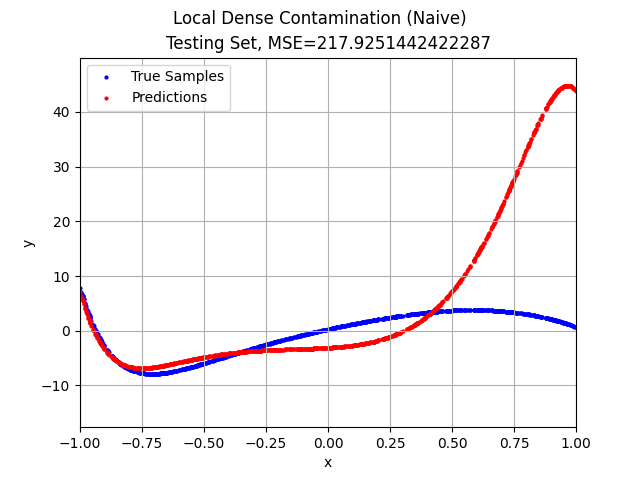 Local Dense Contamination (Naive)
Testing Set, MSE=217.9251442422287
True Samples
Predictions
y
40
30
20
10
0
−10
−1.00 −0.75 −0.50 −0.25 0.00 0.25 0.50 0.75 1.00
x